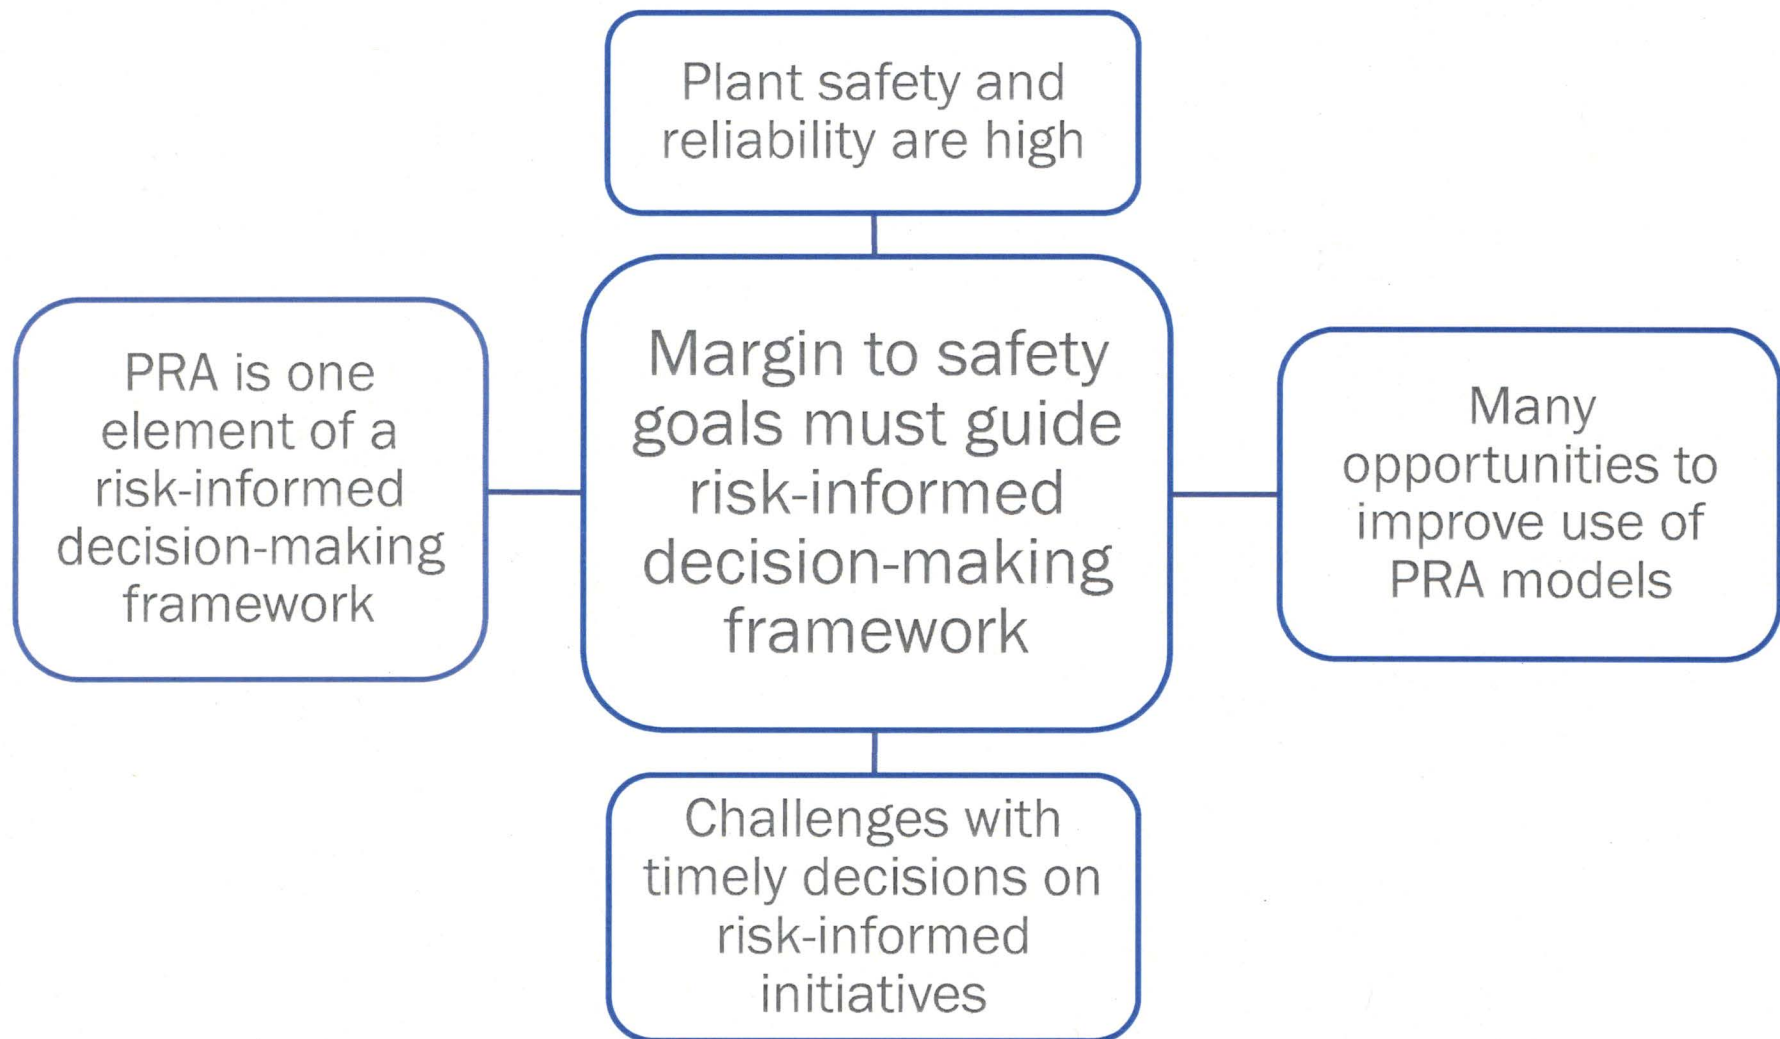 Plant safety and
reliability are high
PRA is one
element of a
risk-informed
decision-making
framework
Margin to safety
goals must guide
risk-informed
decision-making
framework
Many
opportunities to
improve use of
PRA models
Challenges with
timely decisions on
risk-informed
initiatives